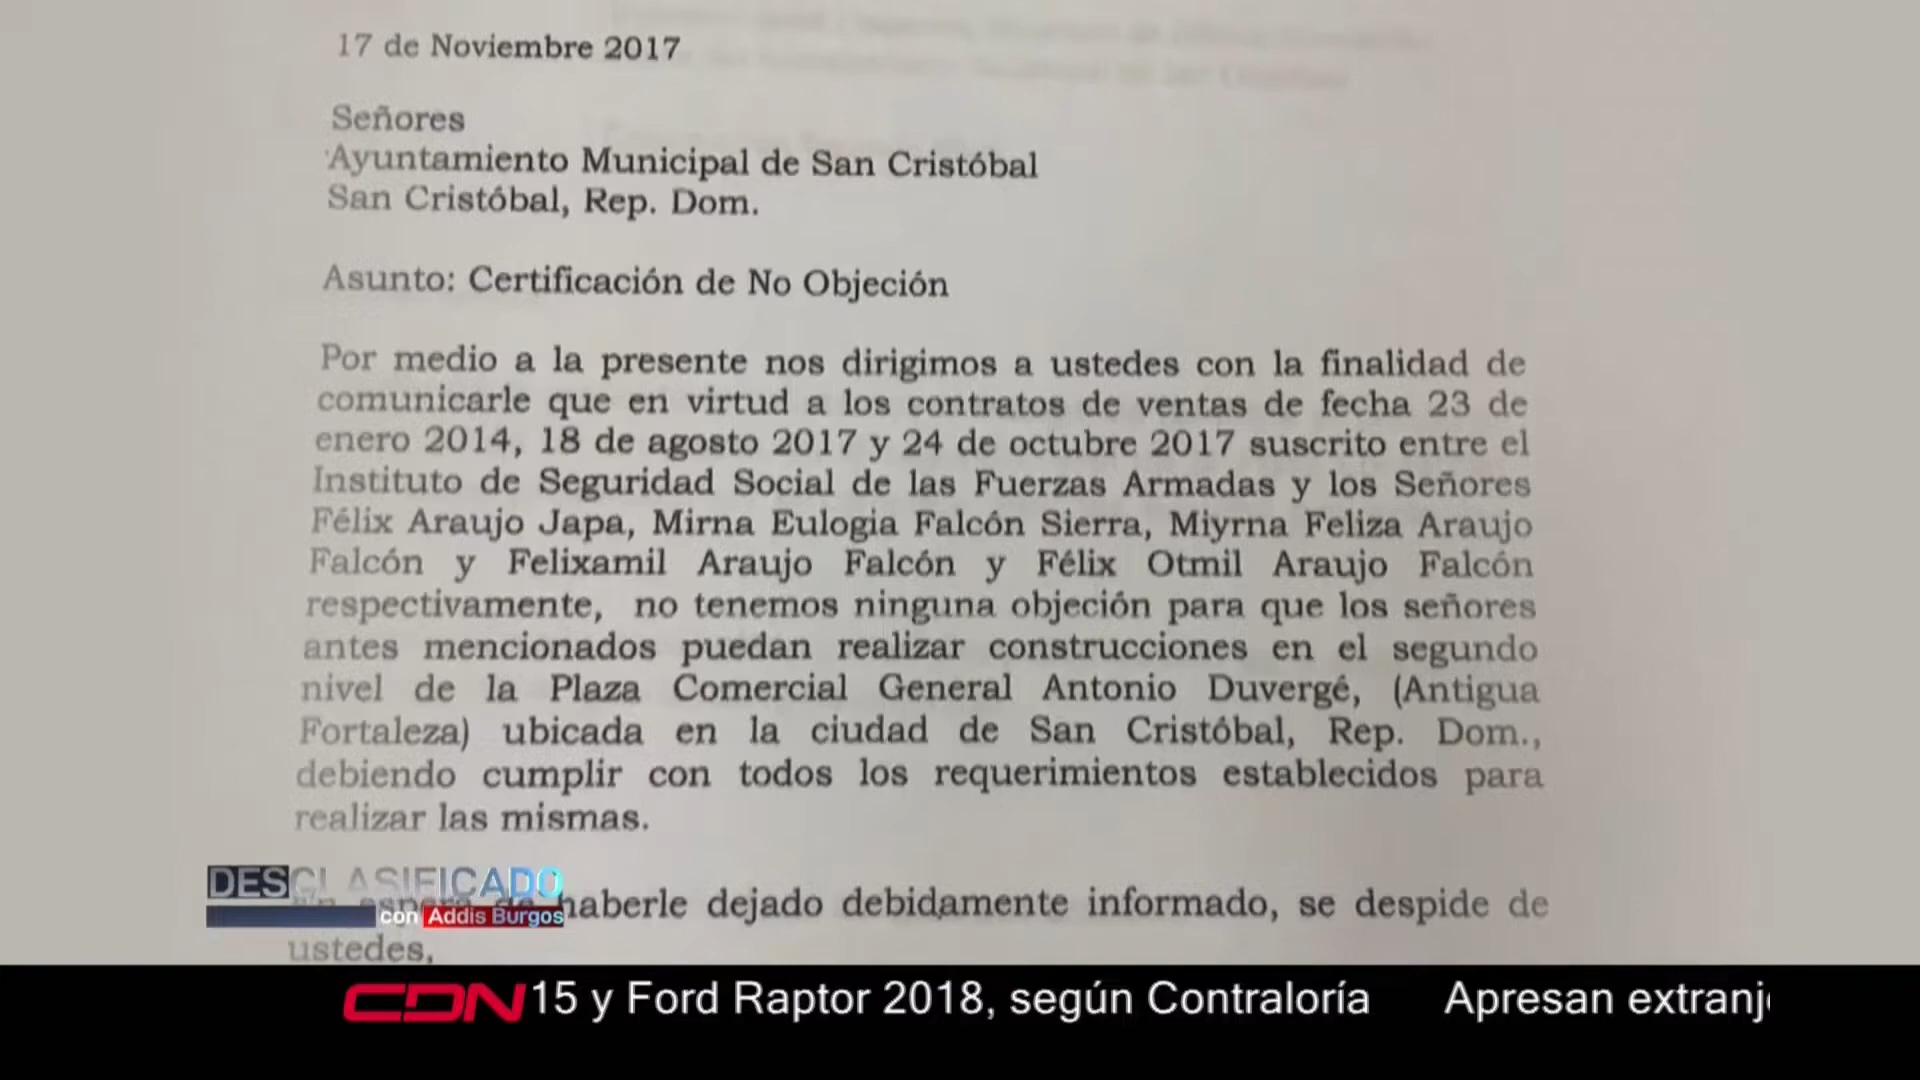 17 de Noviembre 2017
Señores
Ayuntamiento Municipal de San Cristóbal
San Cristóbal, Rep. Dom.
Asunto: Certificación de No Objeción
Por medio a la presente nos dirigimos a ustedes con la finalidad de
comunicarle que en virtud a los contratos de ventas de fecha 23 de
enero 2014, 18 de agosto 2017 y 24 de octubre 2017 suscrito entre el
Instituto de Seguridad Social de las Fuerzas Armadas y los Señores
Félix Araujo Japa, Mirna Eulogia Falcón Sierra, Miyrna Feliza Araujo
Falcón y Felixamil Araujo Falcón y Félix Otmil Araujo Falcón
respectivamente, no tenemos ninguna objeción para que los señores
antes mencionados puedan realizar construcciones en el segundo
nivel de la Plaza Comercial General Antonio Duvergé, (Antigua
Fortaleza) ubicada en la ciudad de San Cristóbal, Rep. Dom.,
debiendo cumplir con todos los requerimientos establecidos para
realizar las mismas.
haberle dejado debidamente informado, se despide de
ustedes,
DESCLASIFICADO
con Addis Burgos
CDN 15 y Ford Raptor 2018, según Contraloría Apresan extranj